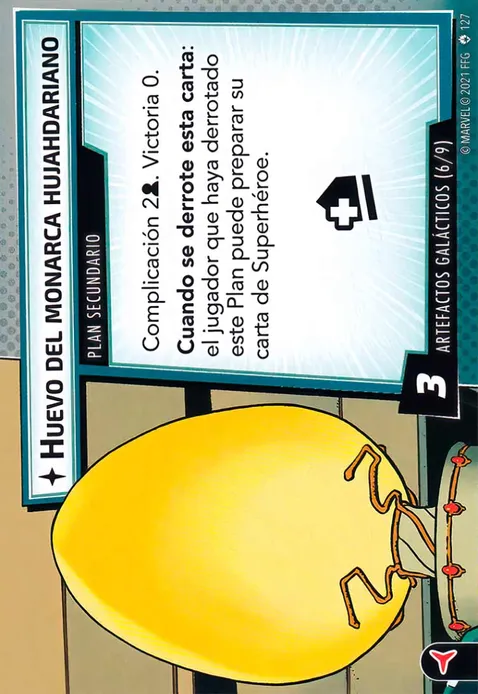 HUEVO DEL MONARCA HUJAHDARIANO
PLAN SECUNDARIO
Complicación 2. Victoria 0.
Cuando se derrote esta carta:
el jugador que haya derrotado
este Plan puede preparar su
carta de Superhéroe.
3
ARTEFACTOS GALÁCTICOS (6/9)
© MARVEL © 2021 FFG 127